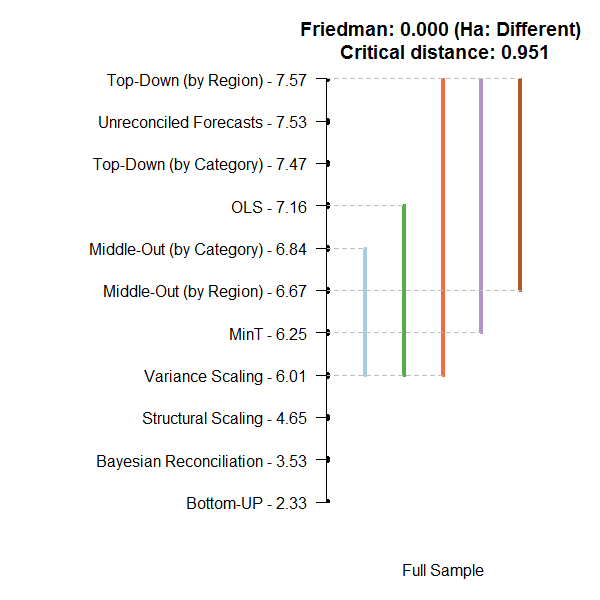 Friedman: 0.000 (Ha: Different)
Critical distance: 0.951
Top-Down (by Region) - 7.57
Unreconciled Forecasts - 7.53
Top-Down (by Category) - 7.47
OLS - 7.16
Middle-Out (by Category) - 6.84
Middle-Out (by Region) - 6.67
MinT - 6.25
Variance Scaling - 6.01
Structural Scaling - 4.65
Bayesian Reconciliation - 3.53
Bottom-UP - 2.33
Full Sample